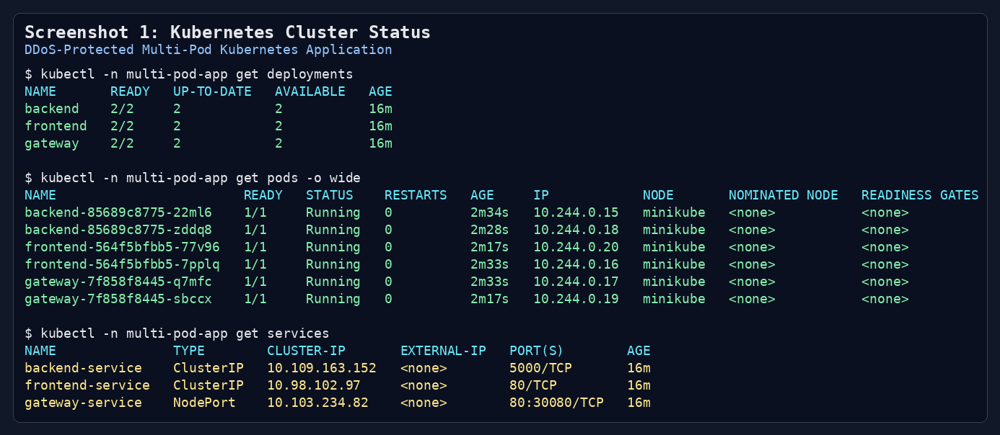 Screenshot 1: Kubernetes Cluster Status
DDoS-Protected Multi-Pod Kubernetes Application
$ kubectl -n multi-pod-app get deployments
NAME       READY   UP-TO-DATE   AVAILABLE   AGE
backend    2/2     2            2           16m
frontend   2/2     2            2           16m
gateway    2/2     2            2           16m
$ kubectl -n multi-pod-app get pods -o wide
NAME                        READY   STATUS    RESTARTS   AGE     IP            NODE       NOMINATED NODE   READINESS GATES
backend-85689c8775-22ml6    1/1     Running   0          2m34s   10.244.0.15   minikube   <none>           <none>
backend-85689c8775-zddq8    1/1     Running   0          2m28s   10.244.0.18   minikube   <none>           <none>
frontend-564f5bfbb5-77v96   1/1     Running   0          2m17s   10.244.0.20   minikube   <none>           <none>
frontend-564f5bfbb5-7pplq   1/1     Running   0          2m33s   10.244.0.16   minikube   <none>           <none>
gateway-7f858f8445-q7mfc    1/1     Running   0          2m33s   10.244.0.17   minikube   <none>           <none>
gateway-7f858f8445-sbccx    1/1     Running   0          2m17s   10.244.0.19   minikube   <none>           <none>
$ kubectl -n multi-pod-app get services
NAME               TYPE        CLUSTER-IP       EXTERNAL-IP   PORT(S)        AGE
backend-service    ClusterIP   10.109.163.152   <none>        5000/TCP       16m
frontend-service   ClusterIP   10.98.102.97     <none>        80/TCP         16m
gateway-service    NodePort    10.103.234.82    <none>        80:30080/TCP   16m